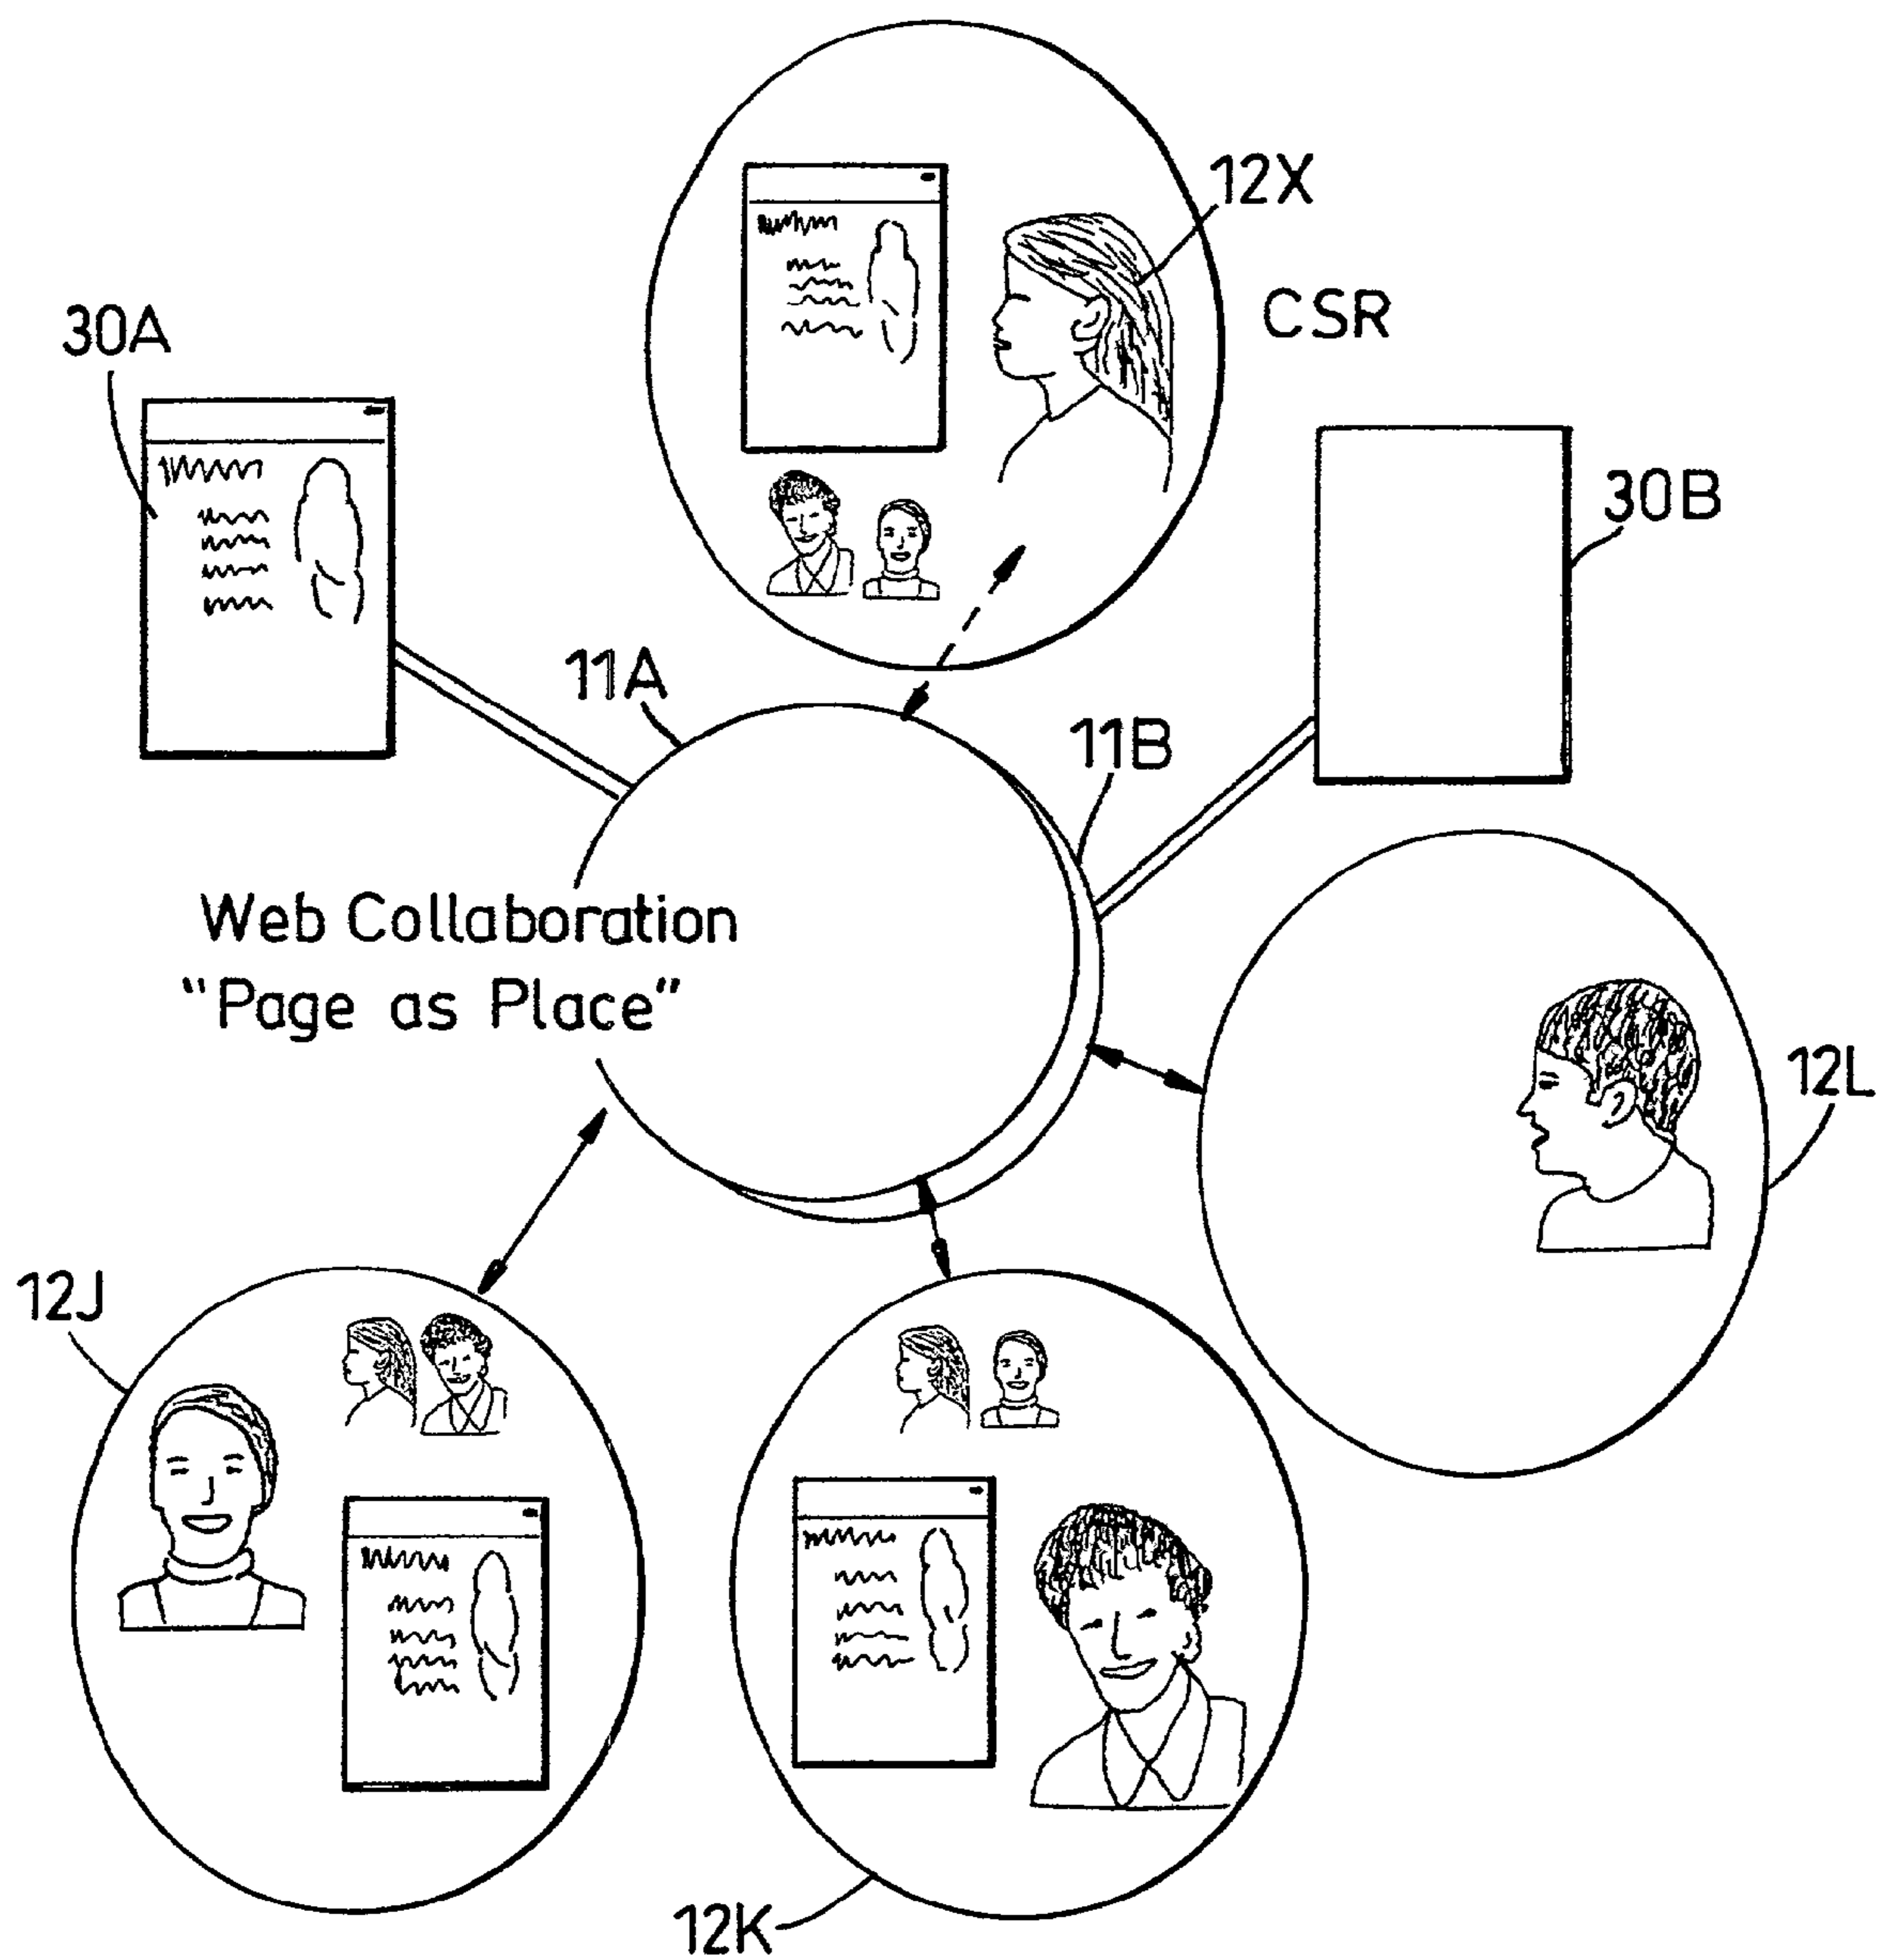 12X
CSR
30A
30B
11A
11B
Web Collaboration
“Page as Place”
12L
12J
12K